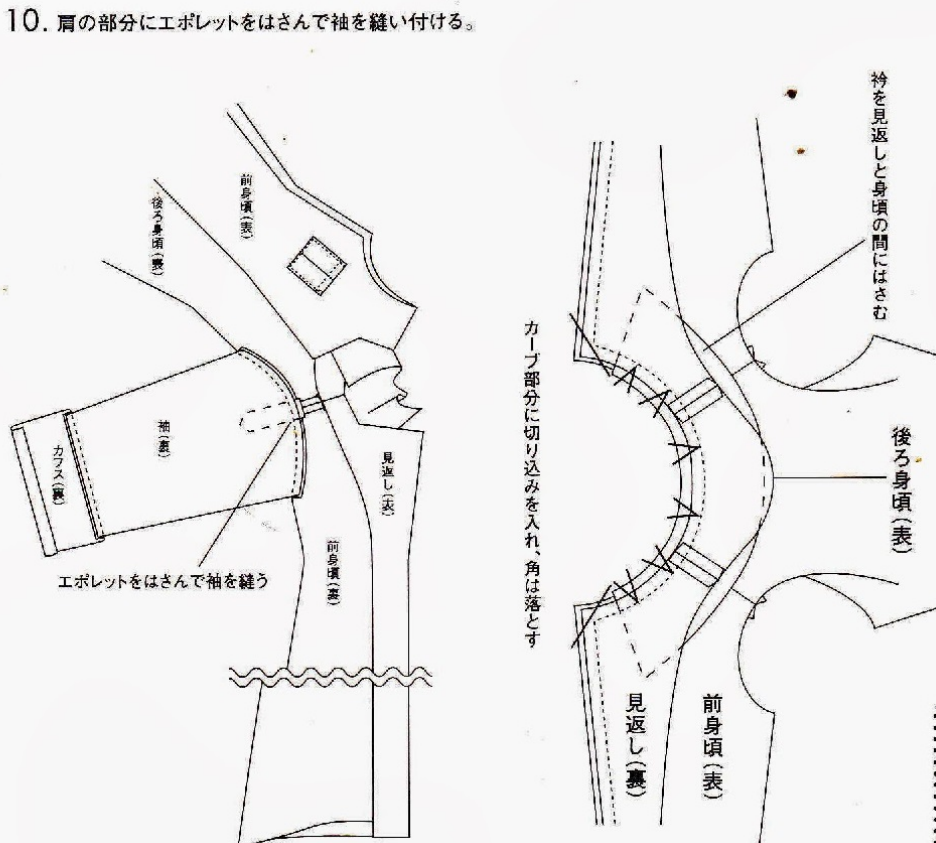 10. 肩の部分にエポレットをはさんで袖を縫い付ける。
前身頃(表)
後ろ身頃(表)
袖(裏)
カフス(裏)
見返し(表)
前身頃(裏)
エポレットをはさんで袖を縫う
衿を見返しと身頃の間にはさむ
カーブ部分に切り込みを入れ、角は落とす
後ろ身頃(表)
見返し(裏)
前身頃(表)